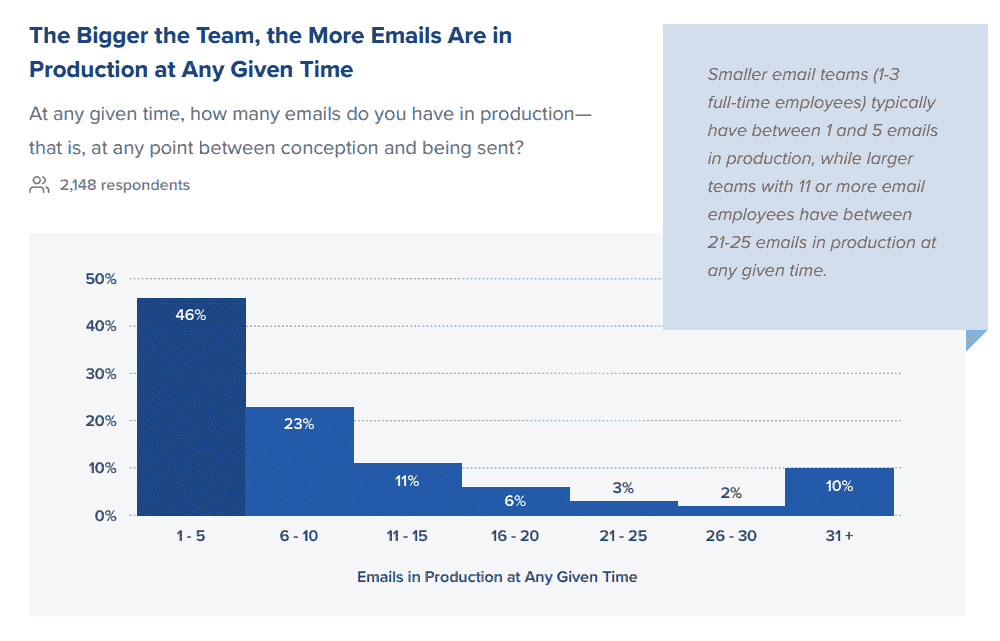 The Bigger the Team, the More Emails Are in
Production at Any Given Time
At any given time, how many emails do you have in production—
that is, at any point between conception and being sent?
2,148 respondents
Smaller email teams (1-3
full-time employees) typically
have between 1 and 5 emails
in production, while larger
teams with 11 or more email
employees have between
21-25 emails in production at
any given time.
50%
40%
30%
20%
10%
0%
46%
23%
11%
6%
3%
2%
10%
1 - 5
6 - 10
11 - 15
16 - 20
21 - 25
26 - 30
31 +
Emails in Production at Any Given Time